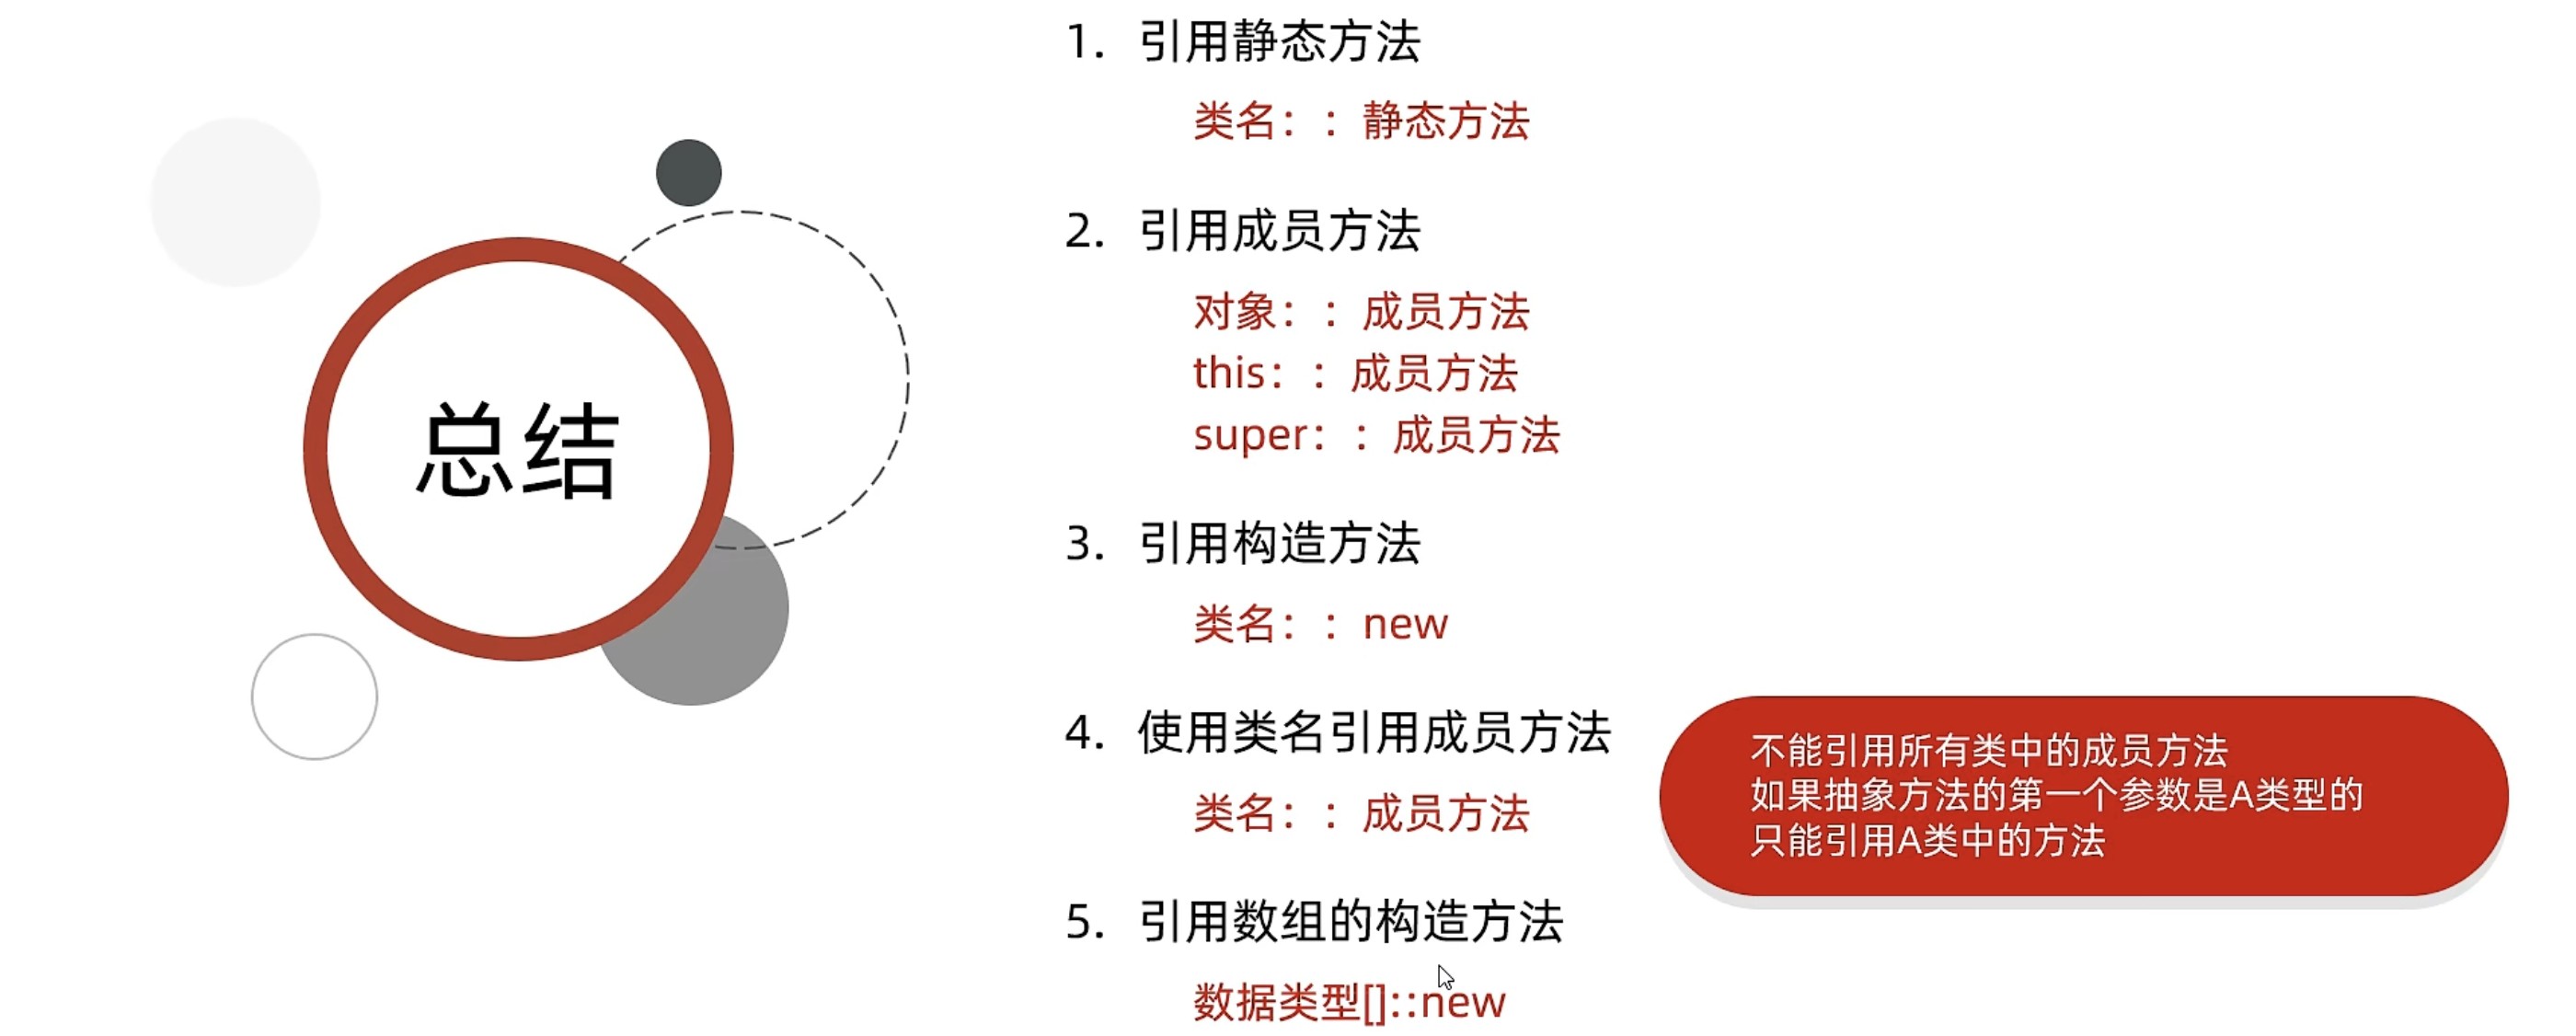 总结
1. 引用静态方法
类名：：静态方法
2. 引用成员方法
对象：：成员方法
this：：成员方法
super：：成员方法
3. 引用构造方法
类名：：new
4. 使用类名引用成员方法
类名：：成员方法
不能引用所有类中的成员方法
如果抽象方法的第一个参数是A类型的
只能引用A类中的方法
5. 引用数组的构造方法
数据类型[]::new